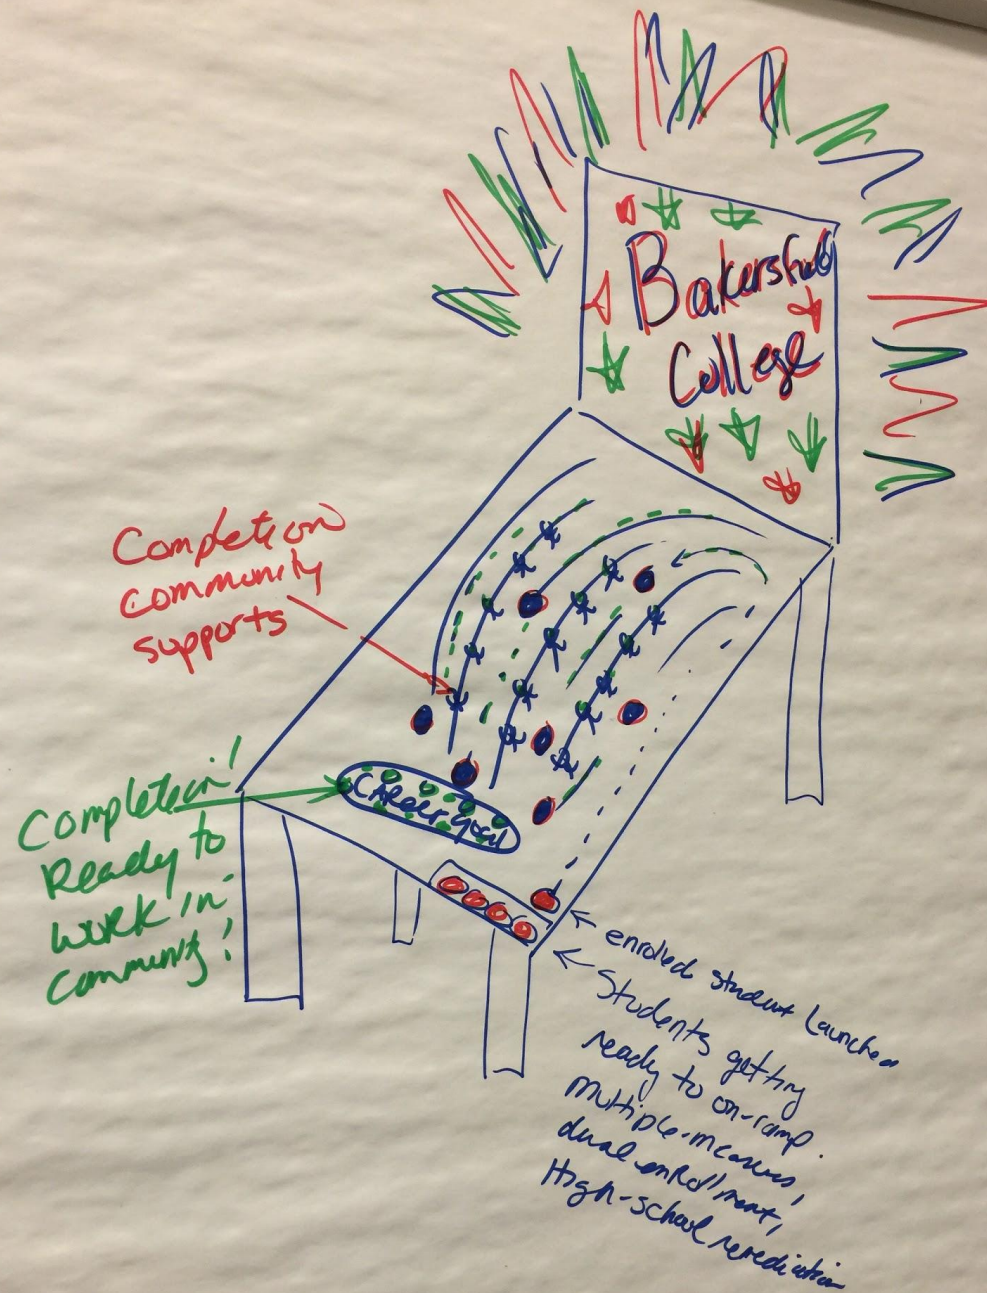 Bakersfield
College
Completion
community
supports
Completion!
Ready to
work in
community!
Career goal
enrolled student launches
Students getting
ready to on-ramp.
multiple-measures,
dual enrollment,
High-school remediation